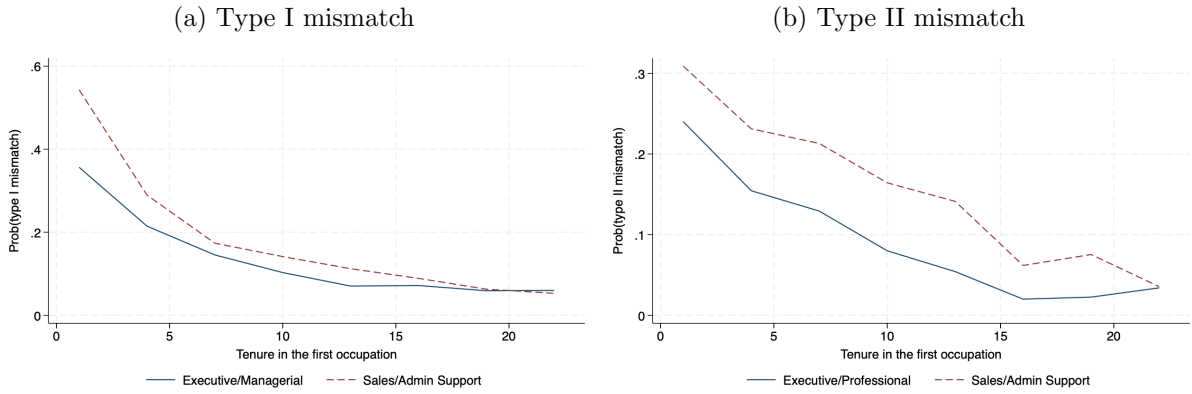 (a) Type I mismatch
.6
.4
.2
0
Prob(type I mismatch)
0 5 10 15 20
Tenure in the first occupation
Executive/Managerial Sales/Admin Support
(b) Type II mismatch
.3
.2
.1
0
Prob(type II mismatch)
0 5 10 15 20
Tenure in the first occupation
Executive/Professional Sales/Admin Support